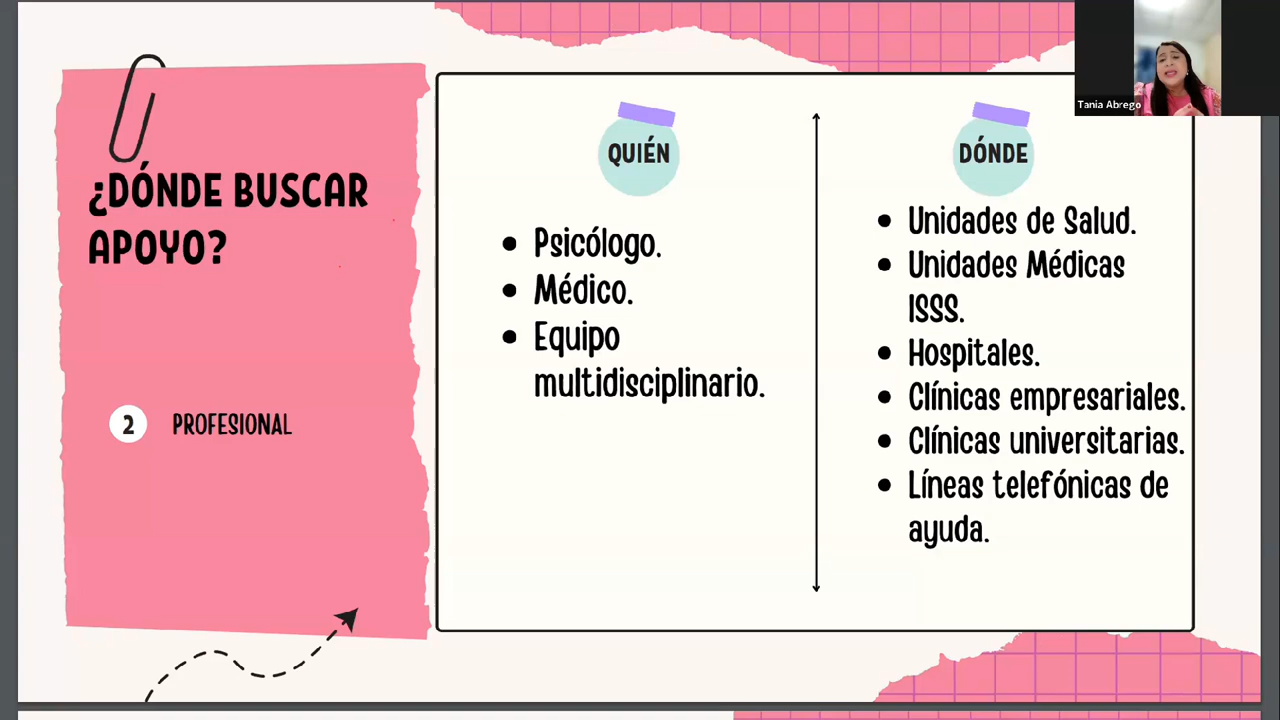 ¿DÓNDE BUSCAR
APOYO?
2 PROFESIONAL
QUIÉN
Psicólogo.
Médico.
Equipo
multidisciplinario.
DÓNDE
Unidades de Salud.
Unidades Médicas
ISSS.
Hospitales.
Clínicas empresariales.
Clínicas universitarias.
Líneas telefónicas de
ayuda.
Tania Abrego